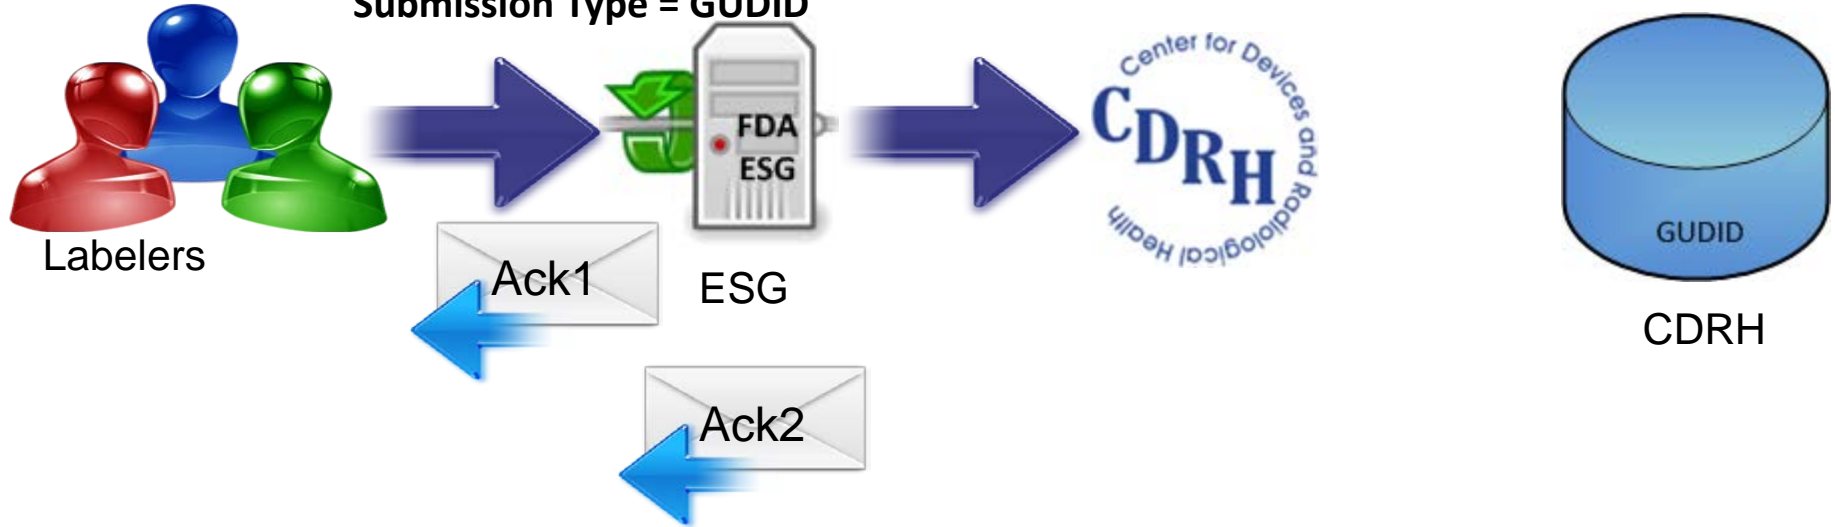 Submission Type = GUDID
FDA
ESG
Center for Devices and Radiological Health
CDRH
GUDID
Labelers
Ack1
ESG
CDRH
Ack2